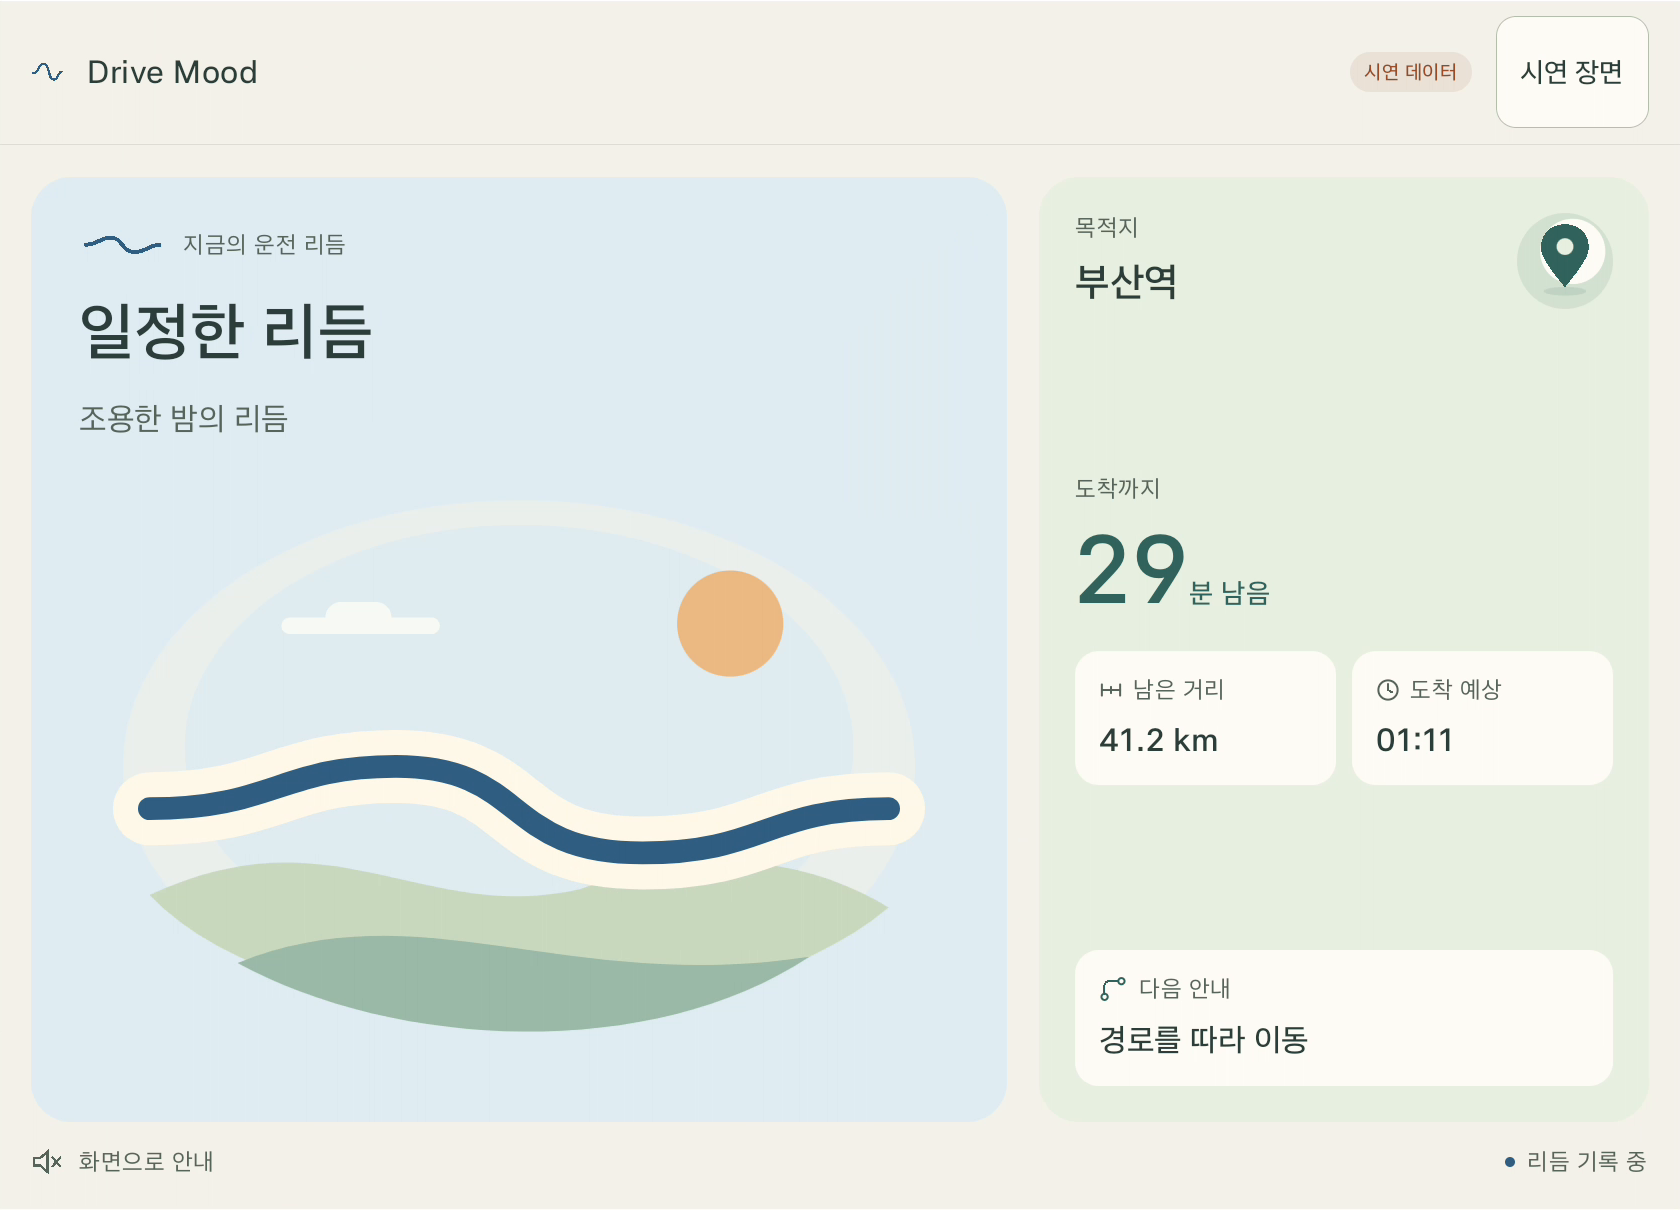 Drive Mood
시연 데이터
시연 장면
지금의 운전 리듬
일정한 리듬
조용한 밤의 리듬
목적지
부산역
도착까지
29분 남음
남은 거리
41.2 km
도착 예상
01:11
다음 안내
경로를 따라 이동
화면으로 안내
리듬 기록 중